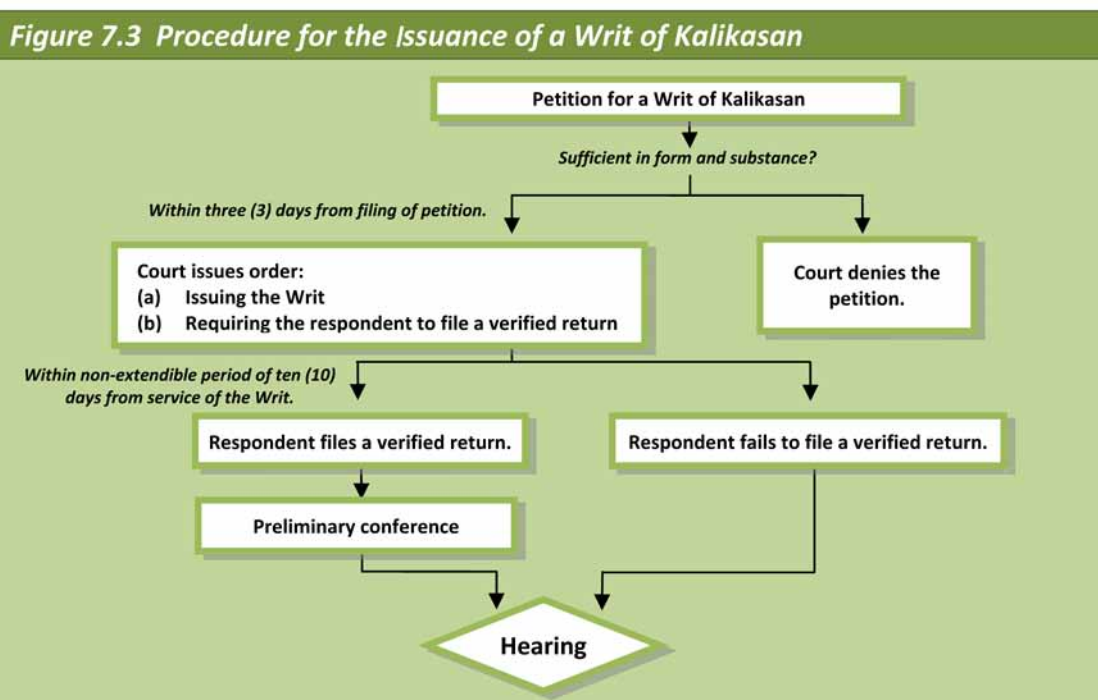 Figure 7.3 Procedure for the Issuance of a Writ of Kalikasan
Petition for a Writ of Kalikasan
Sufficient in form and substance?
Within three (3) days from filing of petition.
Court issues order:
(a) Issuing the Writ
(b) Requiring the respondent to file a verified return
Court denies the
petition.
Within non-extendible period of ten (10)
days from service of the Writ.
Respondent files a verified return.
Respondent fails to file a verified return.
Preliminary conference
Hearing